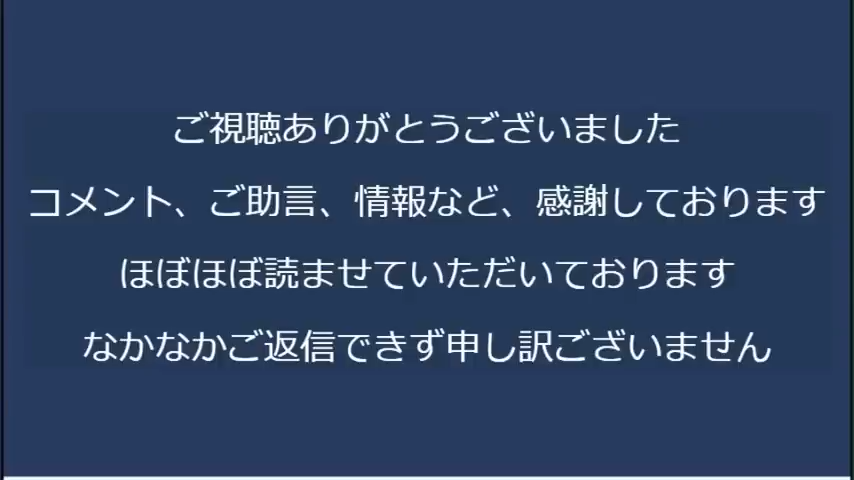 ご視聴ありがとうございました
コメント、ご助言、情報など、感謝しております
ほぼほぼ読ませていただいております
なかなかご返信できず申し訳ございません